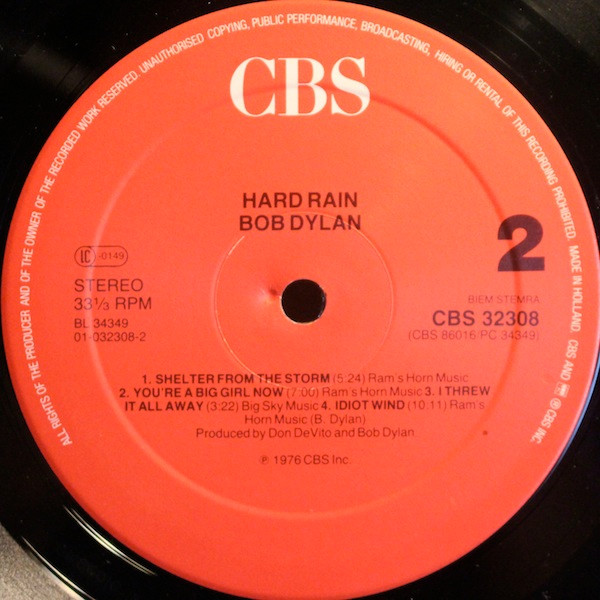 ALL RIGHTS OF THE PRODUCER AND OF THE OWNER OF THE RECORDED WORK RESERVED. UNAUTHORISED COPYING, PUBLIC PERFORMANCE, BROADCASTING, HIRING OR RENTAL OF THIS RECORDING PROHIBITED. MADE IN HOLLAND. CBS AND ® CBS INC.
CBS
HARD RAIN
BOB DYLAN
2
LC -0149
STEREO
33⅓ RPM
BL 34349
01-032308-2
BIEM STEMRA
CBS 32308
(CBS 86016/PC 34349)
1. SHELTER FROM THE STORM (5:24) Ram's Horn Music
2. YOU'RE A BIG GIRL NOW (7:00) Ram's Horn Music 3. I THREW
IT ALL AWAY (3:22) Big Sky Music 4. IDIOT WIND (10:11) Ram's
Horn Music (B. Dylan)
Produced by Don DeVito and Bob Dylan
℗ 1976 CBS Inc.